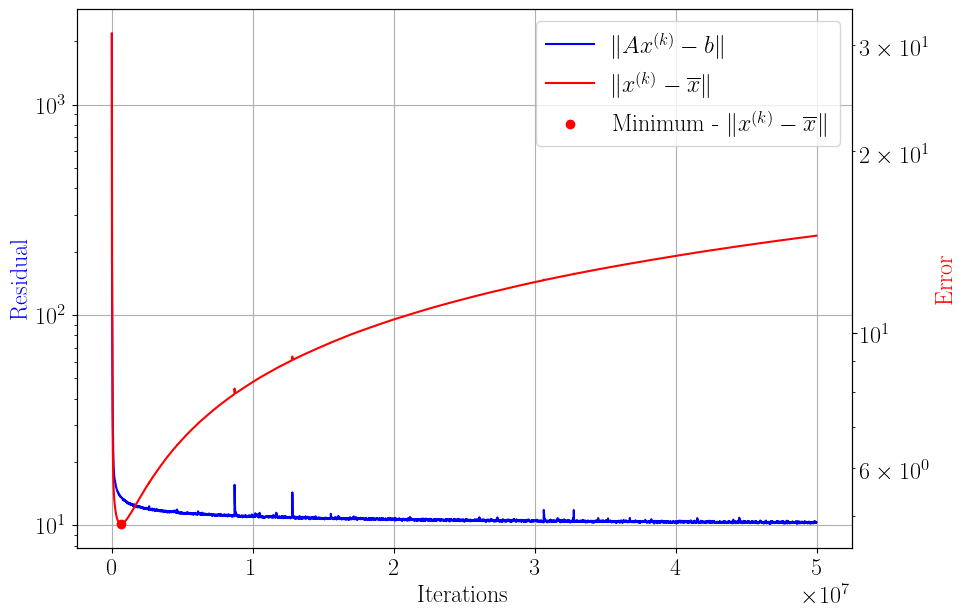 ‖Ax^{(k)} − b‖
‖x^{(k)} − x̅‖
Minimum - ‖x^{(k)} − x̅‖
Residual
10^3
10^2
10^1
3 × 10^1
2 × 10^1
10^1
6 × 10^0
Error
0 1 2 3 4 5
Iterations
×10^7